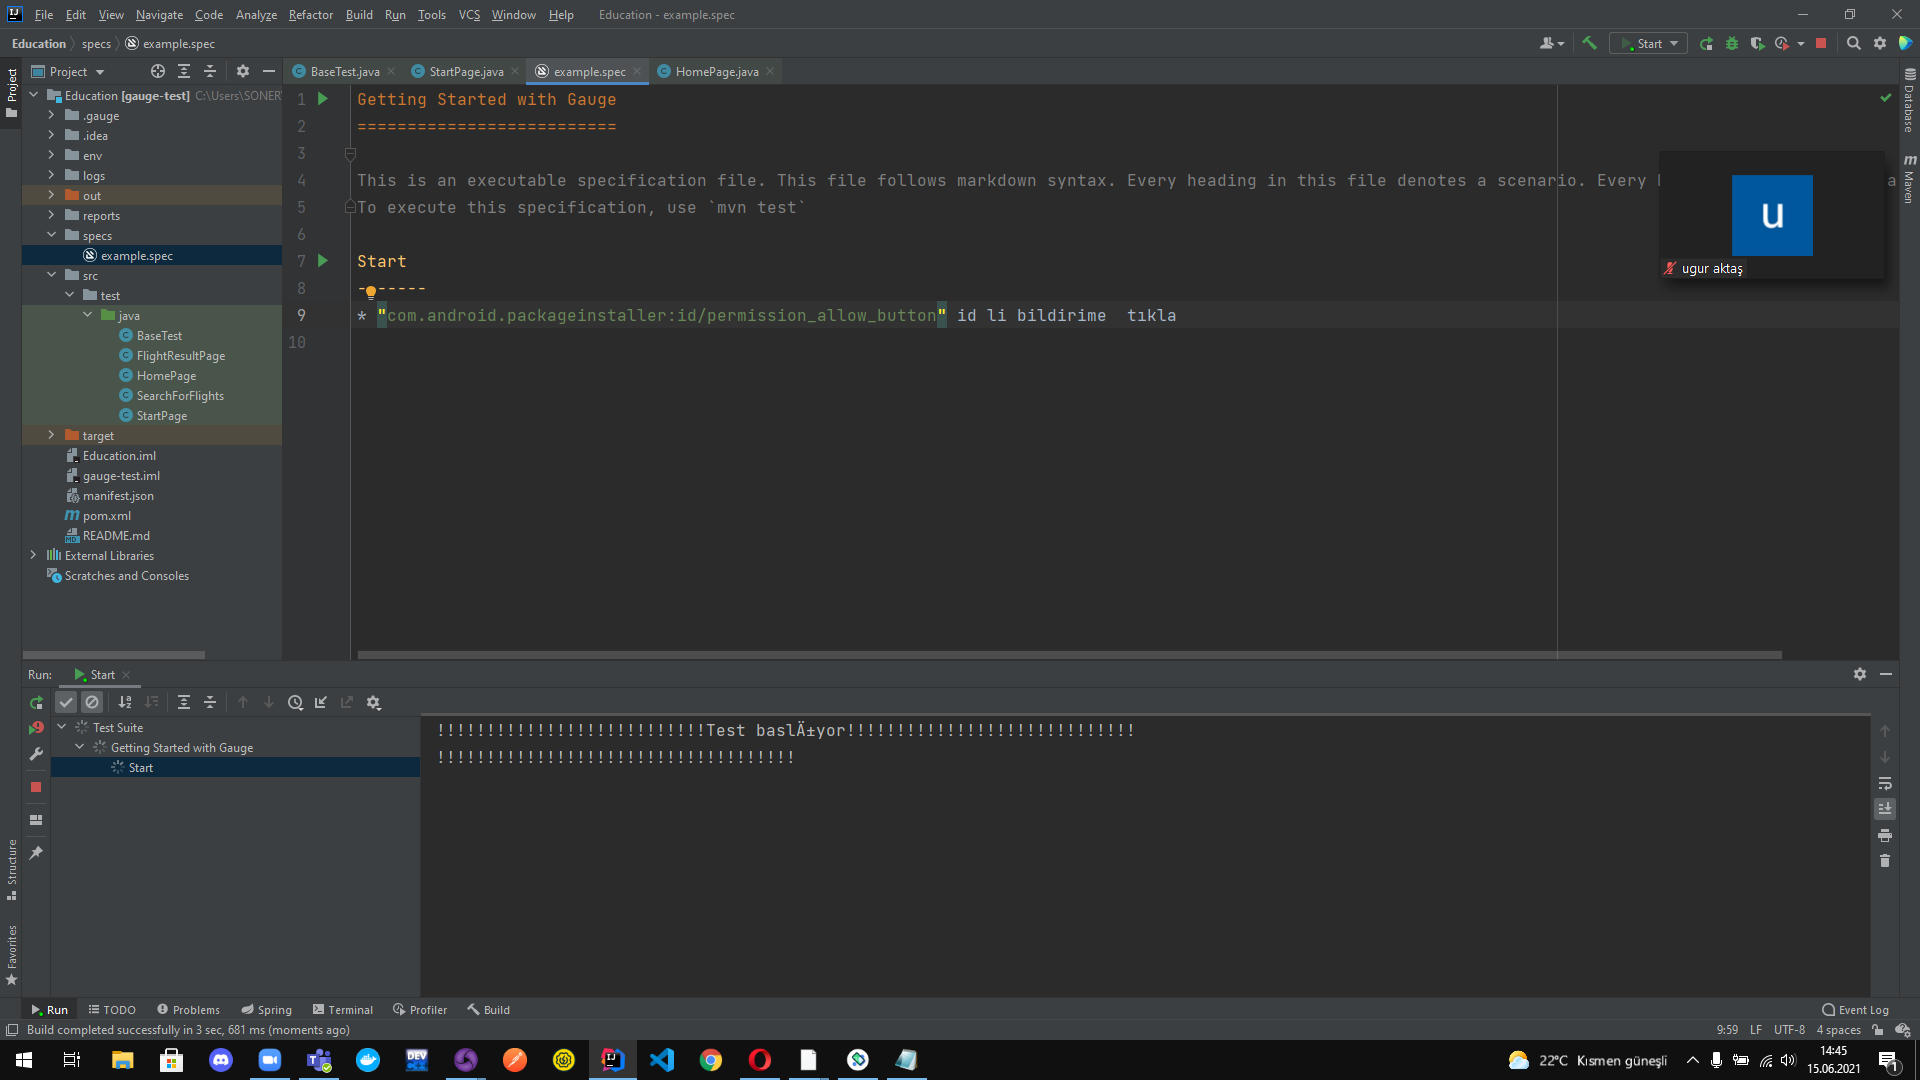 File Edit View Navigate Code Analyze Refactor Build Run Tools VCS Window Help Education - example.spec
Education specs example.spec
Start
Project
BaseTest.java StartPage.java example.spec HomePage.java
Project
Database
Maven
Education [gauge-test] C:\Users\SONER
.gauge
.idea
env
logs
out
reports
specs
example.spec
src
test
java
BaseTest
FlightResultPage
HomePage
SearchForFlights
StartPage
target
Education.iml
gauge-test.iml
manifest.json
pom.xml
README.md
External Libraries
Scratches and Consoles
1 Getting Started with Gauge
2 ==========================
3
4 This is an executable specification file. This file follows markdown syntax. Every heading in this file denotes a scenario. Every
5 To execute this specification, use `mvn test`
6
7 Start
8 -------
9 * "com.android.packageinstaller:id/permission_allow_button" id li bildirime  tıkla
10
u
ugur aktaş
Run: Start
Test Suite
Getting Started with Gauge
Start
!!!!!!!!!!!!!!!!!!!!!!!!!!!Test baslÄ±yor!!!!!!!!!!!!!!!!!!!!!!!!!!!!!
!!!!!!!!!!!!!!!!!!!!!!!!!!!!!!!!!!!!
Structure
Favorites
Run TODO Problems Spring Terminal Profiler Build Event Log
Build completed successfully in 3 sec, 681 ms (moments ago) 9:59 LF UTF-8 4 spaces
22°C Kısmen güneşli
14:45
15.06.2021
1